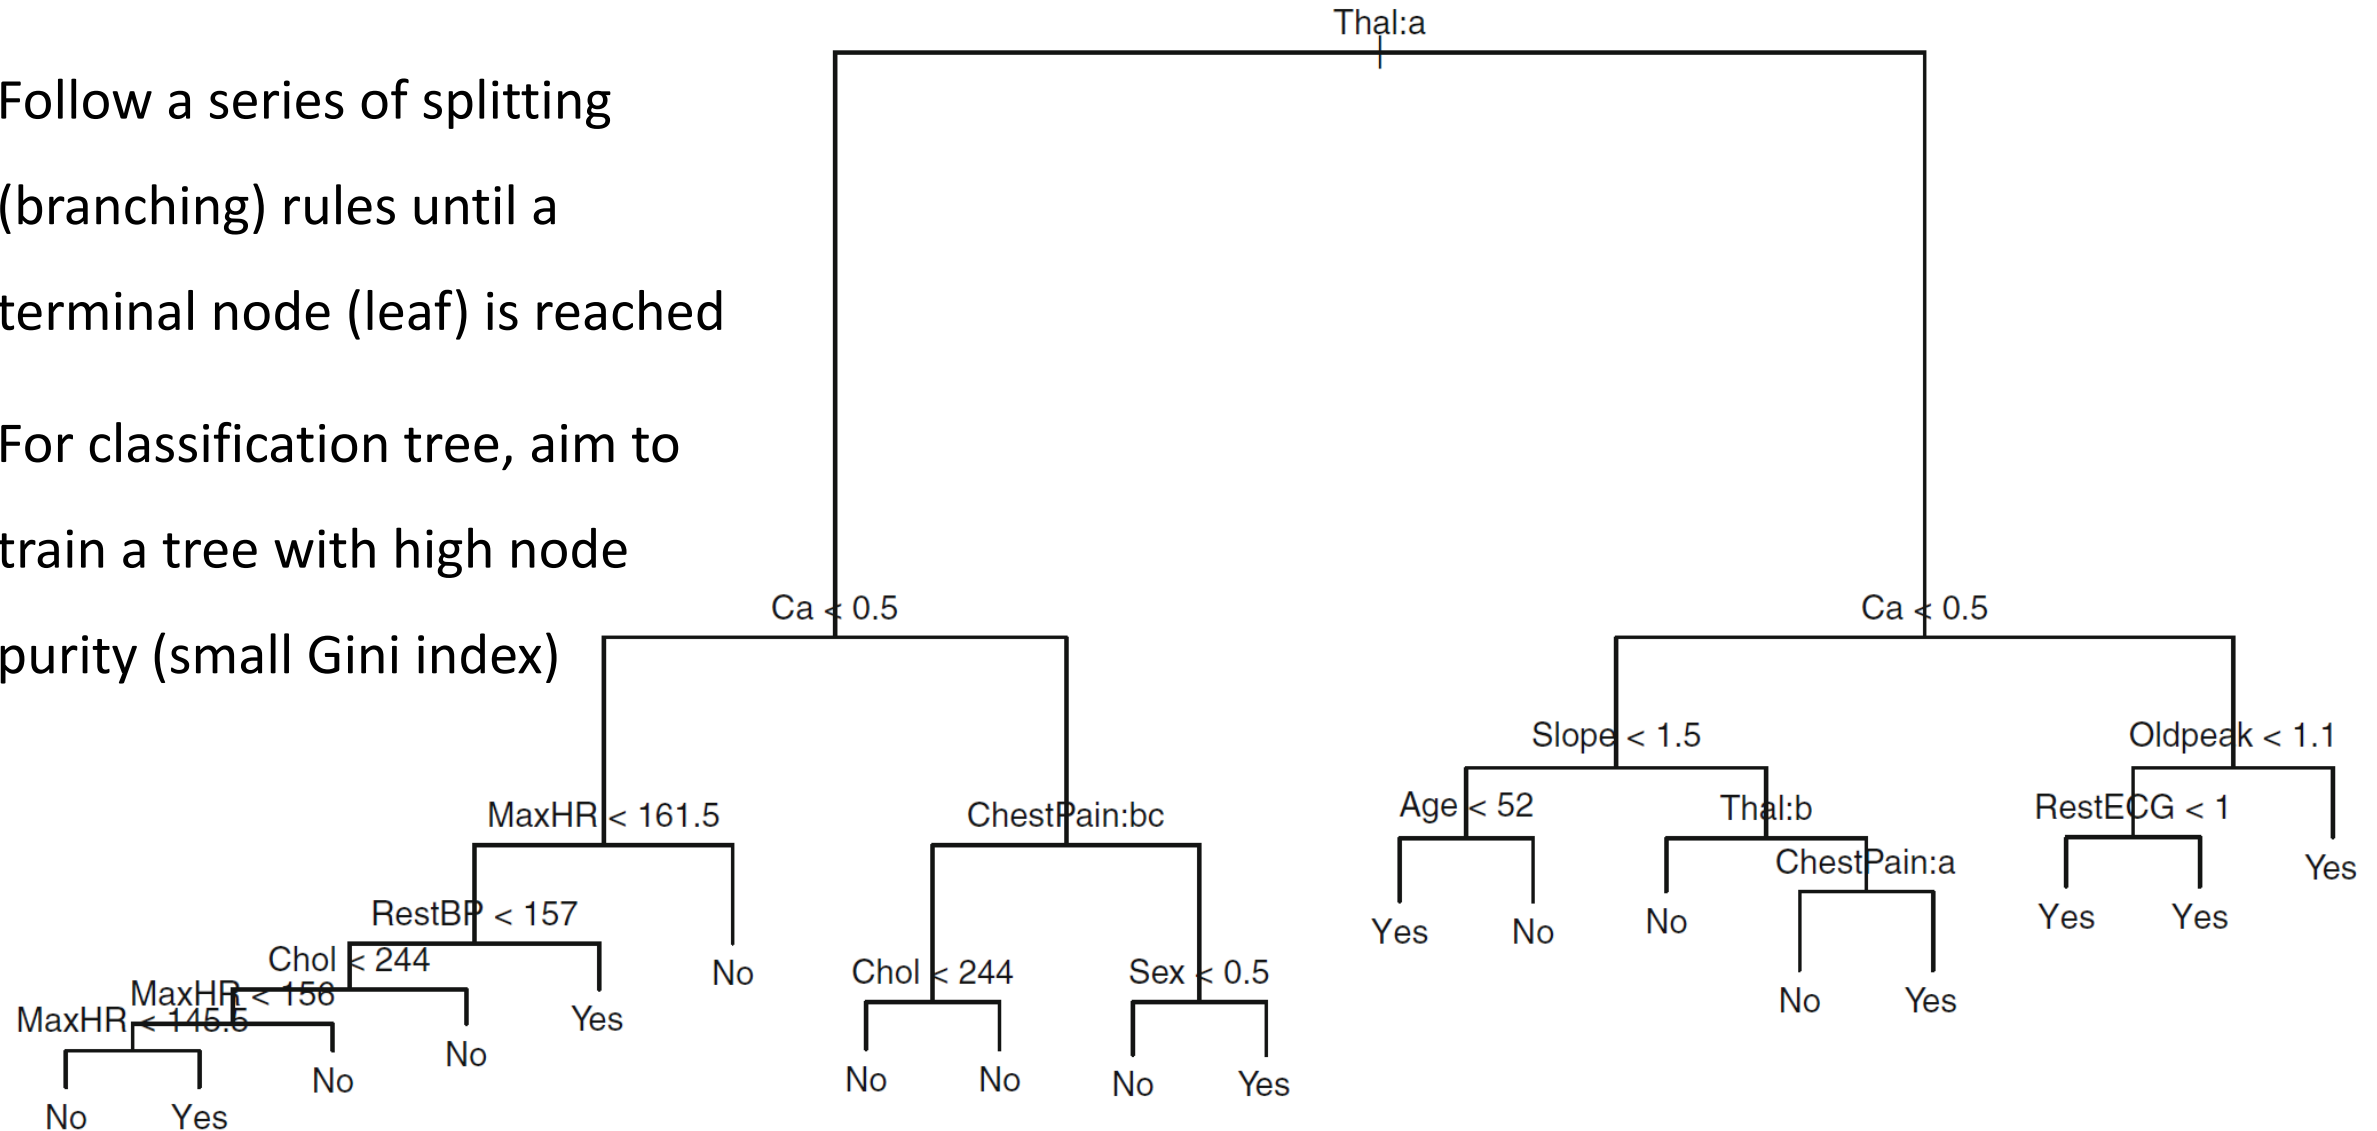 Thal:a
Follow a series of splitting
(branching) rules until a
terminal node (leaf) is reached
For classification tree, aim to
train a tree with high node
purity (small Gini index)
Ca < 0.5
Ca < 0.5
Slope < 1.5
Oldpeak < 1.1
MaxHR < 161.5
ChestPain:bc
Age < 52
Thal:b
RestECG < 1
ChestPain:a
Yes
RestBP < 157
Yes
No
No
Yes
Yes
Chol < 244
No
Chol < 244
Sex < 0.5
No
Yes
MaxHR < 156
MaxHR < 145.5
Yes
No
No
No
No
No
Yes
No
Yes